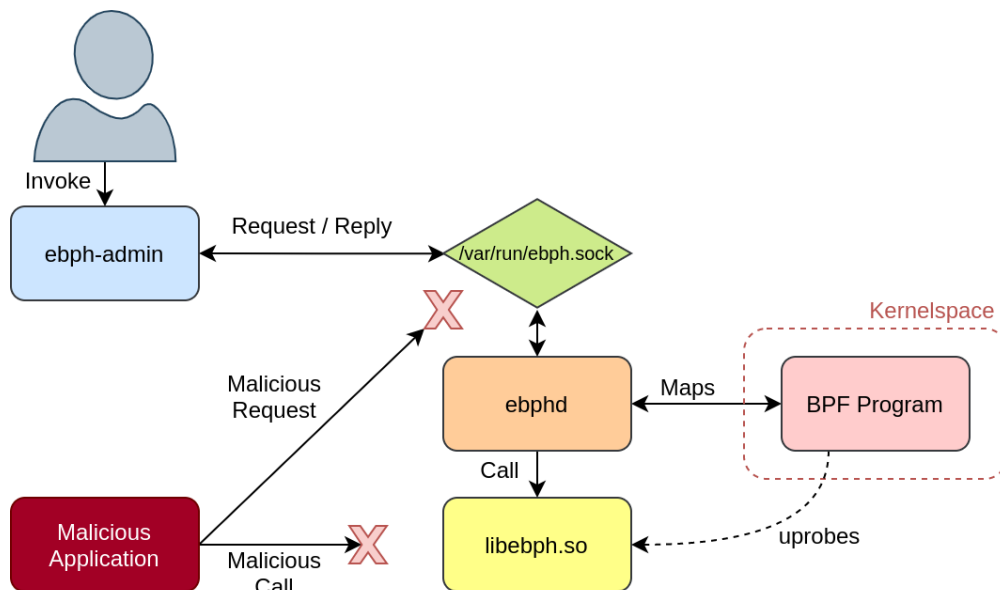 Invoke
ebph-admin
Request / Reply
/var/run/ebph.sock
Kernelspace
Malicious
Request
ebphd
Maps
BPF Program
Call
Malicious
Application
libebph.so
uprobes
Malicious
Call